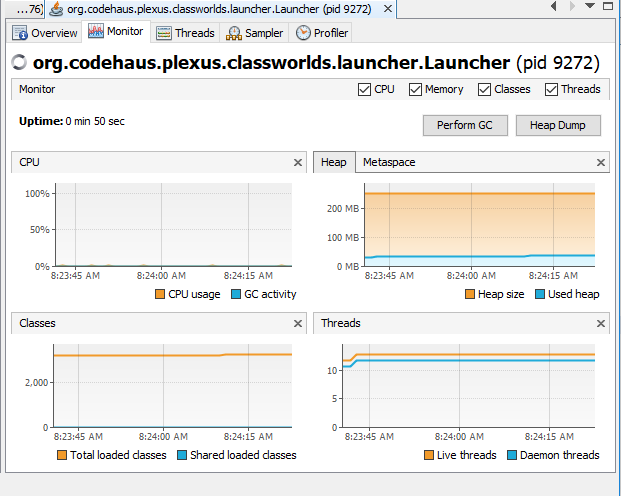 ...76)
org.codehaus.plexus.classworlds.launcher.Launcher (pid 9272)
Overview Monitor Threads Sampler Profiler
org.codehaus.plexus.classworlds.launcher.Launcher (pid 9272)
Monitor CPU Memory Classes Threads
Uptime: 0 min 50 sec
Perform GC Heap Dump
CPU
100%
50%
0%
8:23:45 AM 8:24:00 AM 8:24:15 AM
CPU usage GC activity
Heap Metaspace
200 MB
100 MB
0 MB
8:23:45 AM 8:24:00 AM 8:24:15 AM
Heap size Used heap
Classes
2,000
0
8:23:45 AM 8:24:00 AM 8:24:15 AM
Total loaded classes Shared loaded classes
Threads
10
5
0
8:23:45 AM 8:24:00 AM 8:24:15 AM
Live threads Daemon threads